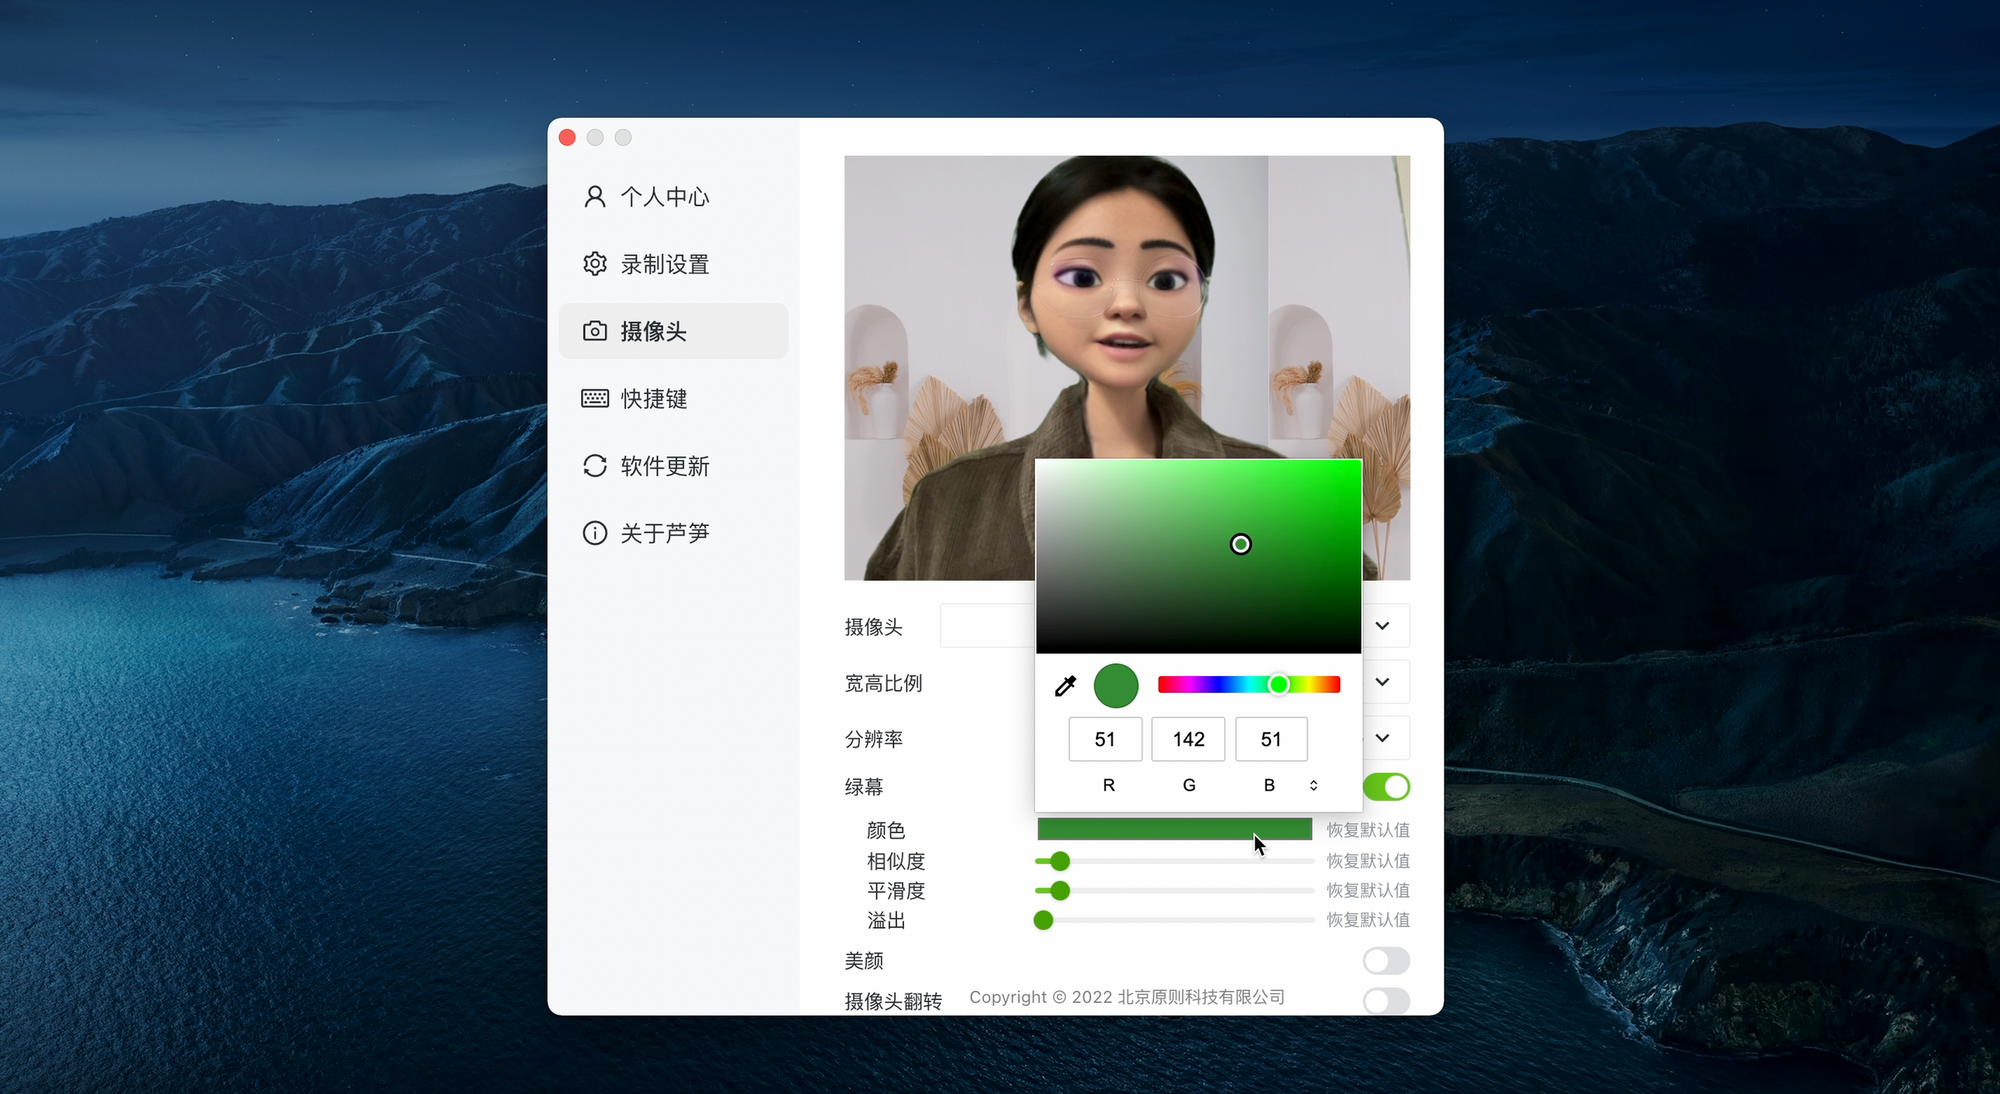 个人中心
录制设置
摄像头
快捷键
软件更新
关于芦笋
摄像头
宽高比例
分辨率
51 142 51
R G B
绿幕
颜色 恢复默认值
相似度 恢复默认值
平滑度 恢复默认值
溢出 恢复默认值
美颜
摄像头翻转
Copyright © 2022 北京原则科技有限公司